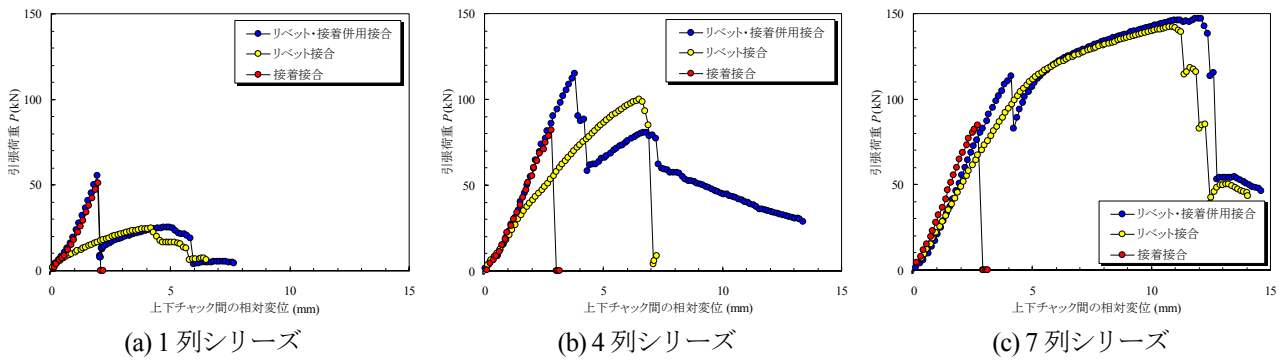 150
100
50
0
引張荷重 P(kN)
リベット・接着併用接合
リベット接合
接着接合
0 5 10 15
上下チャック間の相対変位 (mm)
(a) 1 列シリーズ
150
100
50
0
引張荷重 P(kN)
リベット・接着併用接合
リベット接合
接着接合
0 5 10 15
上下チャック間の相対変位 (mm)
(b) 4 列シリーズ
150
100
50
0
引張荷重 P(kN)
リベット・接着併用接合
リベット接合
接着接合
0 5 10 15
上下チャック間の相対変位 (mm)
(c) 7 列シリーズ